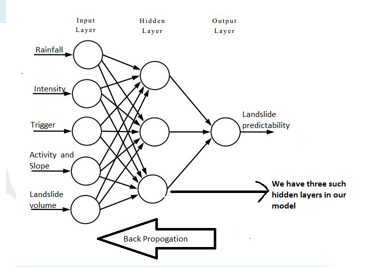 Input
Layer
Hidden
Layer
Output
Layer
Rainfall
Intensity
Trigger
Activity and
Slope
Landslide
volume
Landslide
predictability
We have three such
hidden layers in our
model
Back Propogation